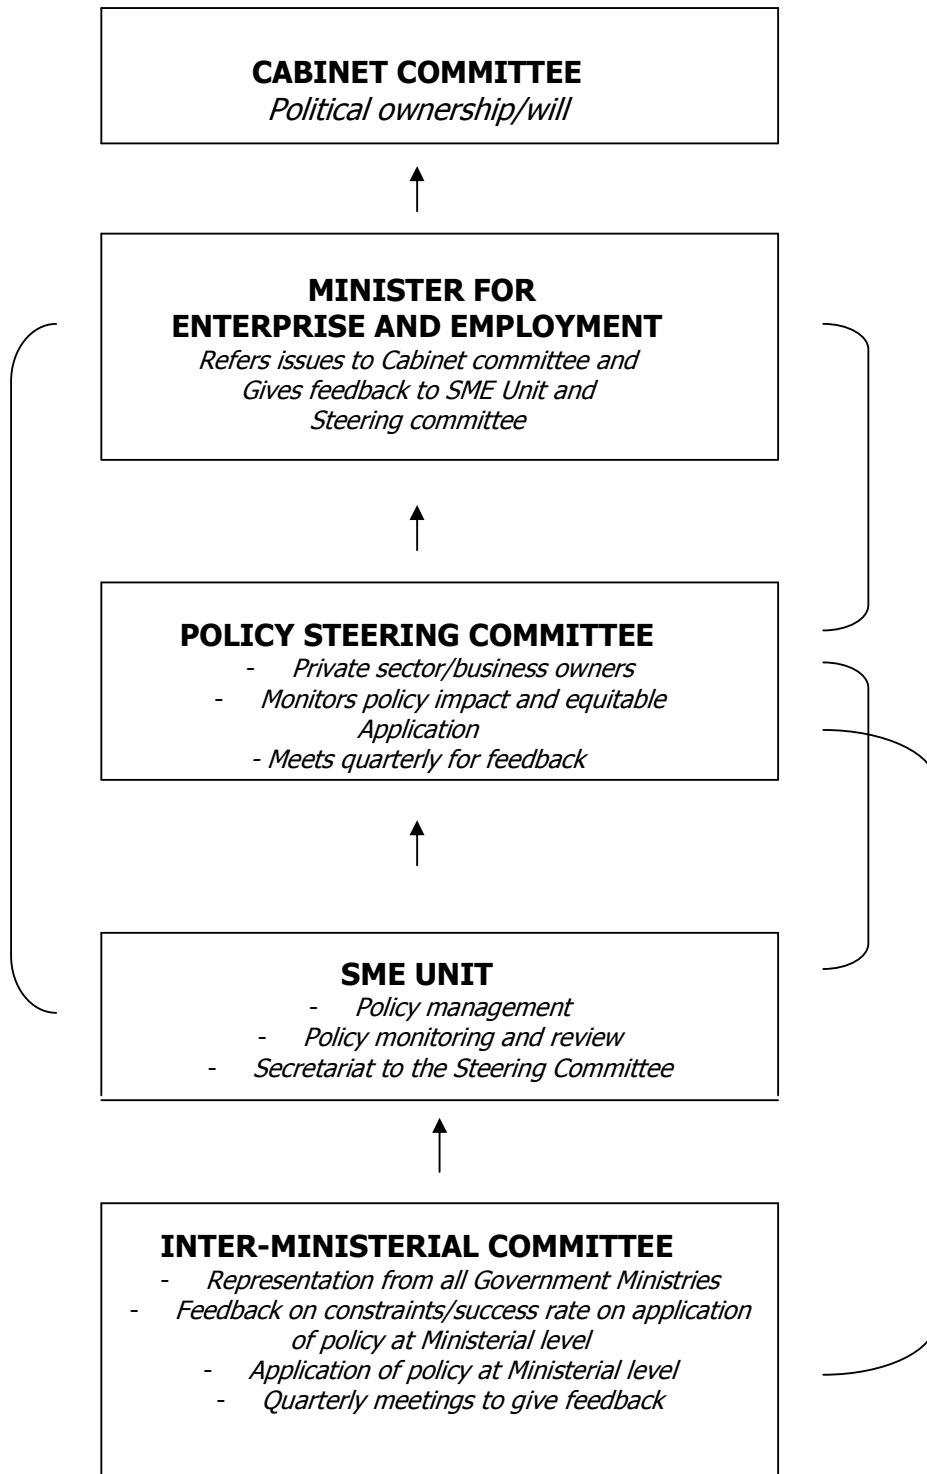 CABINET COMMITTEE
Political ownership/will
MINISTER FOR
ENTERPRISE AND EMPLOYMENT
Refers issues to Cabinet committee and
Gives feedback to SME Unit and
Steering committee
POLICY STEERING COMMITTEE
- Private sector/business owners
- Monitors policy impact and equitable
Application
- Meets quarterly for feedback
SME UNIT
- Policy management
- Policy monitoring and review
- Secretariat to the Steering Committee
INTER-MINISTERIAL COMMITTEE
- Representation from all Government Ministries
- Feedback on constraints/success rate on application
of policy at Ministerial level
- Application of policy at Ministerial level
- Quarterly meetings to give feedback